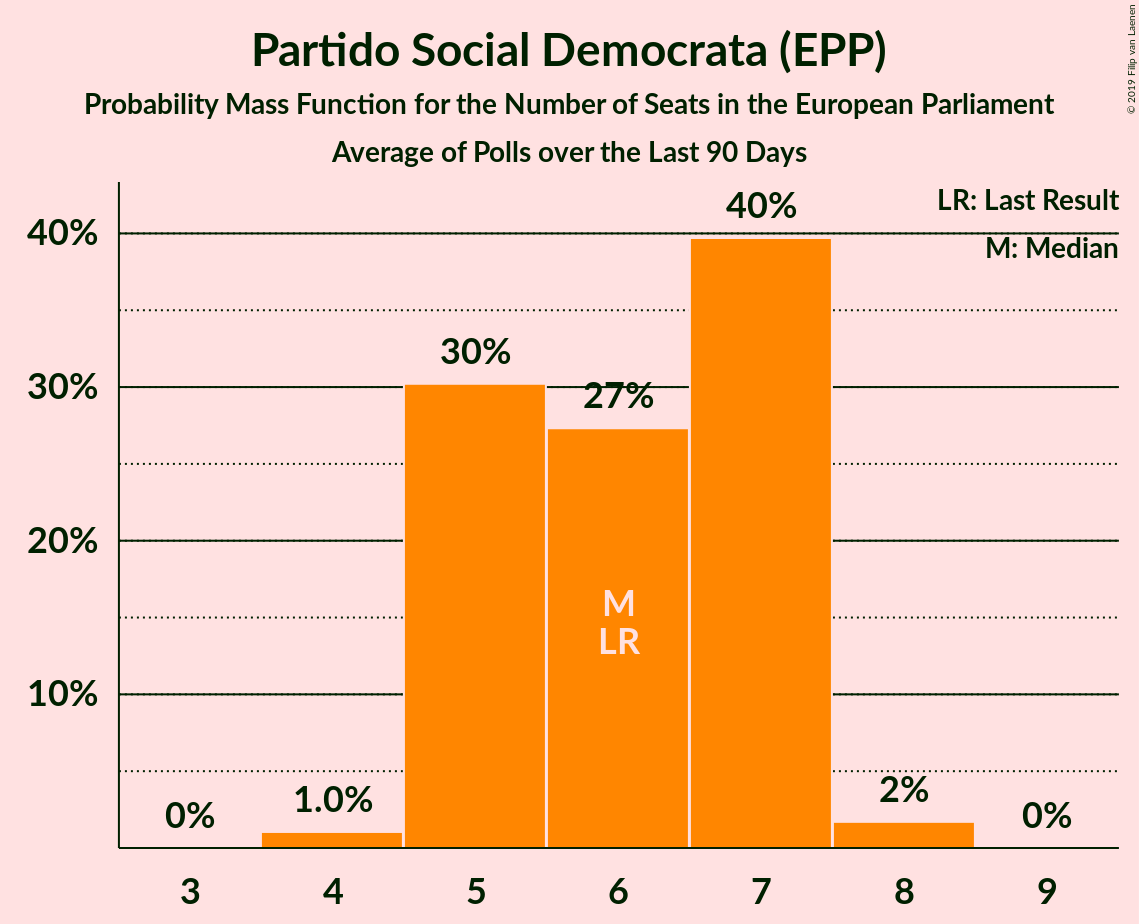 Partido Social Democrata (EPP)
Probability Mass Function for the Number of Seats in the European Parliament
Average of Polls over the Last 90 Days
© 2019 Filip van Laenen
LR: Last Result
M: Median
40%
30%
20%
10%
0%
1.0%
30%
27%
40%
2%
0%
M
LR
3 4 5 6 7 8 9